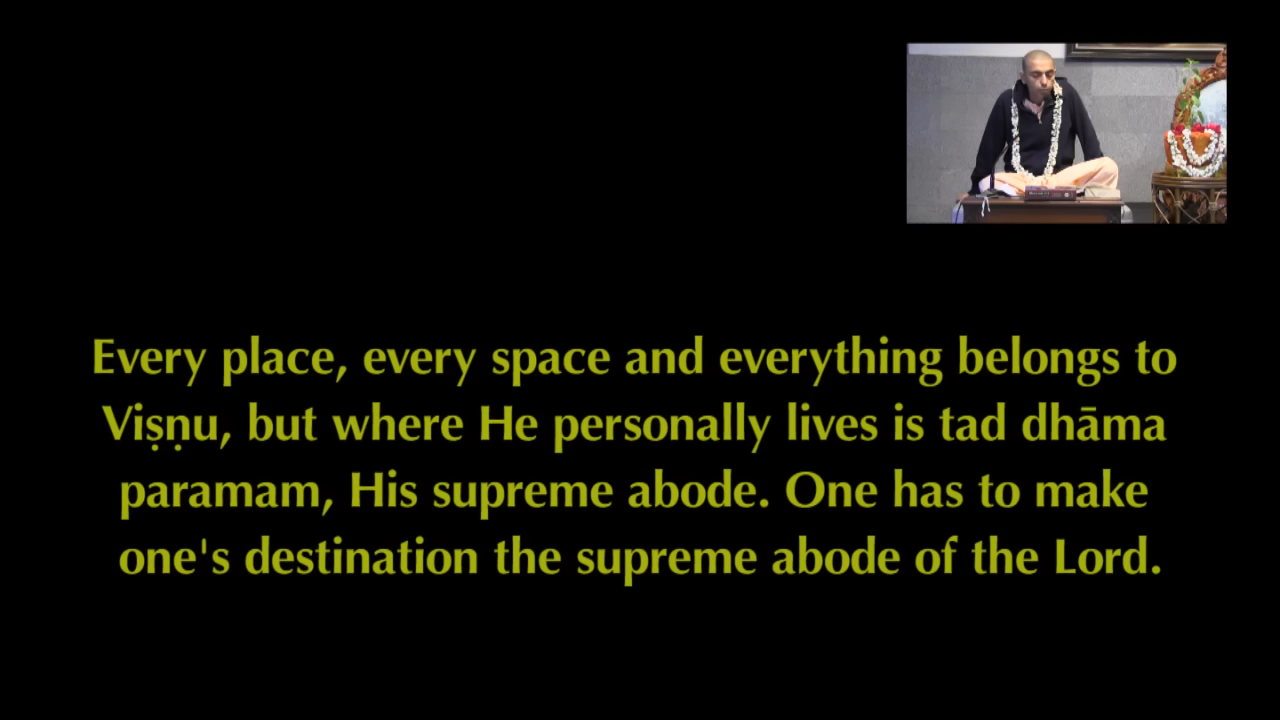 Every place, every space and everything belongs to
Viṣṇu, but where He personally lives is tad dhāma
paramam, His supreme abode. One has to make
one's destination the supreme abode of the Lord.